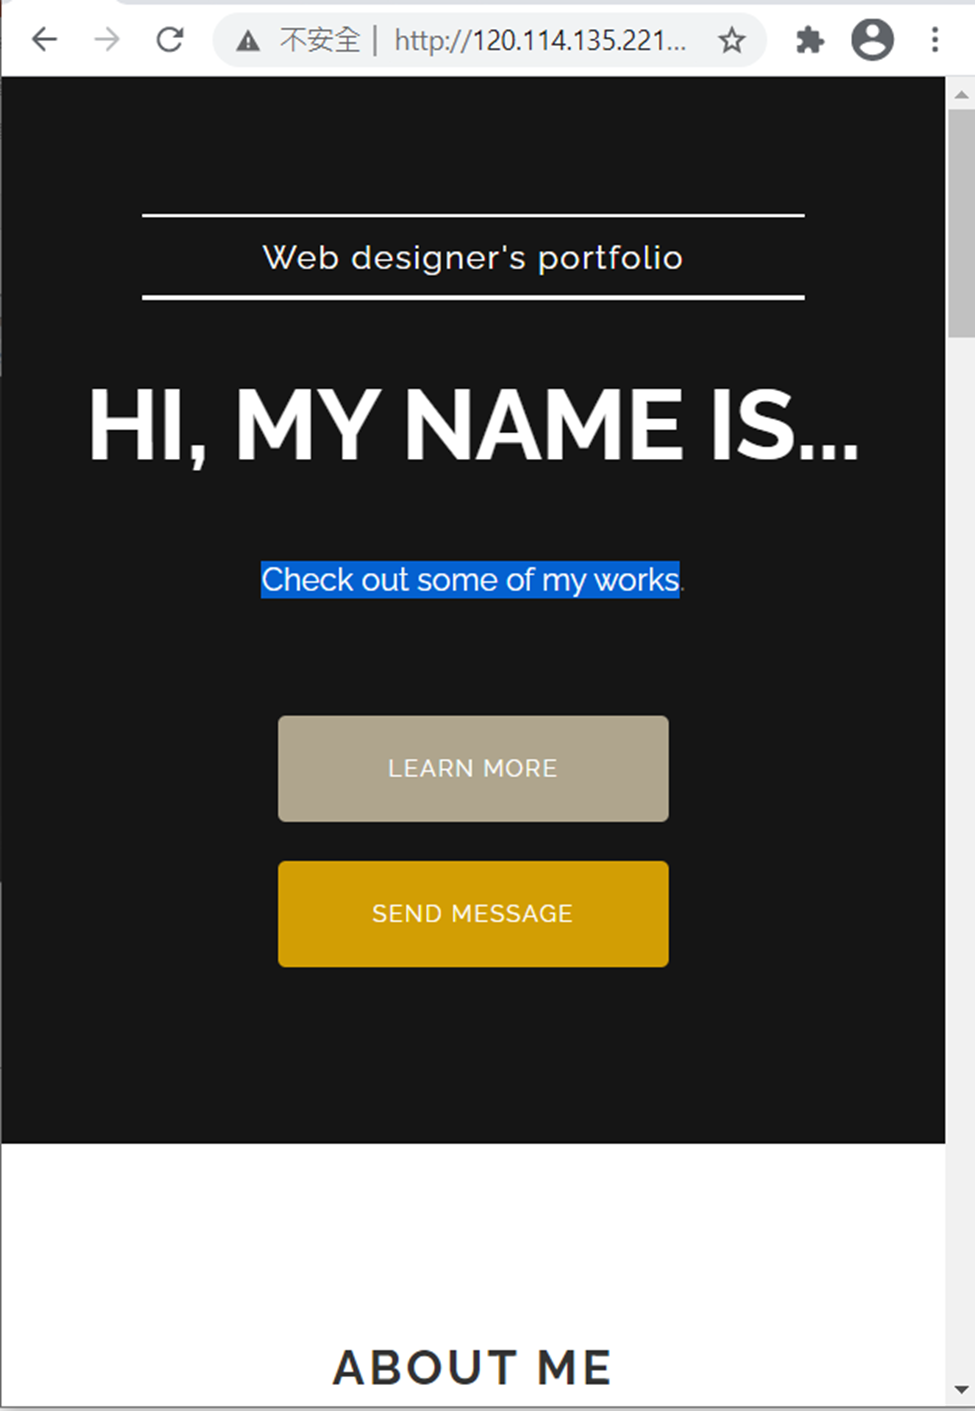 不安全 | http://120.114.135.221...
Web designer's portfolio
HI, MY NAME IS...
Check out some of my works.
LEARN MORE
SEND MESSAGE
ABOUT ME